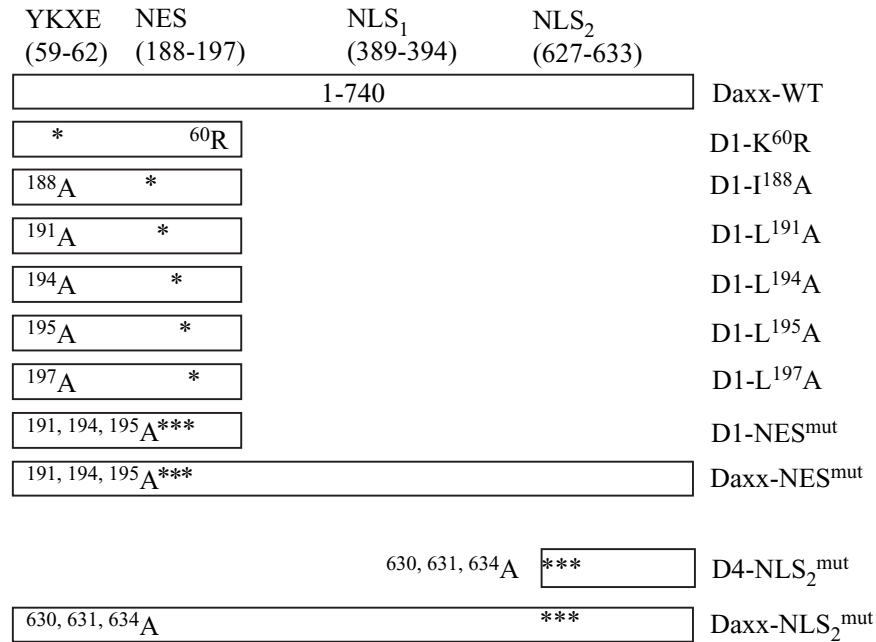 YKXE NES NLS₁ NLS₂
(59-62) (188-197) (389-394) (627-633)
1-740 Daxx-WT
* ⁶⁰R D1-K⁶⁰R
¹⁸⁸A * D1-I¹⁸⁸A
¹⁹¹A * D1-L¹⁹¹A
¹⁹⁴A * D1-L¹⁹⁴A
¹⁹⁵A * D1-L¹⁹⁵A
¹⁹⁷A * D1-L¹⁹⁷A
¹⁹¹, ¹⁹⁴, ¹⁹⁵A*** D1-NESᵐᵘᵗ
¹⁹¹, ¹⁹⁴, ¹⁹⁵A*** Daxx-NESᵐᵘᵗ
⁶³⁰, ⁶³¹, ⁶³⁴A *** D4-NLS₂ᵐᵘᵗ
⁶³⁰, ⁶³¹, ⁶³⁴A *** Daxx-NLS₂ᵐᵘᵗ